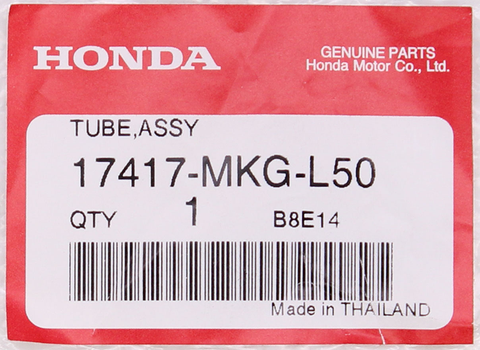 HONDA
GENUINE PARTS
Honda Motor Co., Ltd.
TUBE,ASSY
17417-MKG-L50
QTY 1 B8E14
Made in THAILAND